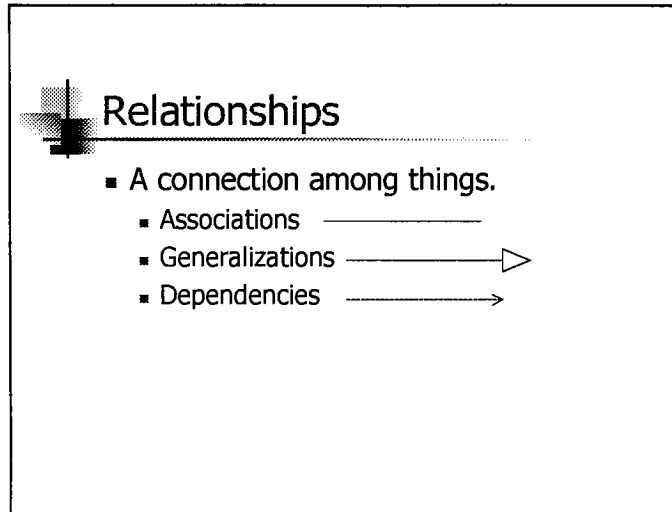 Relationships
A connection among things.
Associations
Generalizations
Dependencies